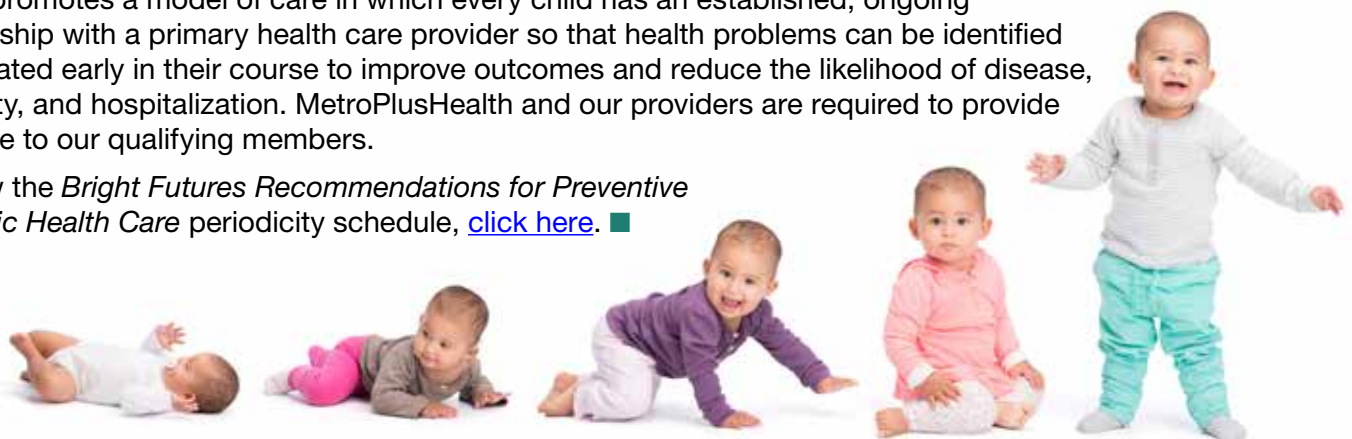 promotes a model of care in which every child has an established, ongoing
ship with a primary health care provider so that health problems can be identified
ated early in their course to improve outcomes and reduce the likelihood of disease,
ty, and hospitalization. MetroPlusHealth and our providers are required to provide
e to our qualifying members.
the Bright Futures Recommendations for Preventive
ic Health Care periodicity schedule, click here.